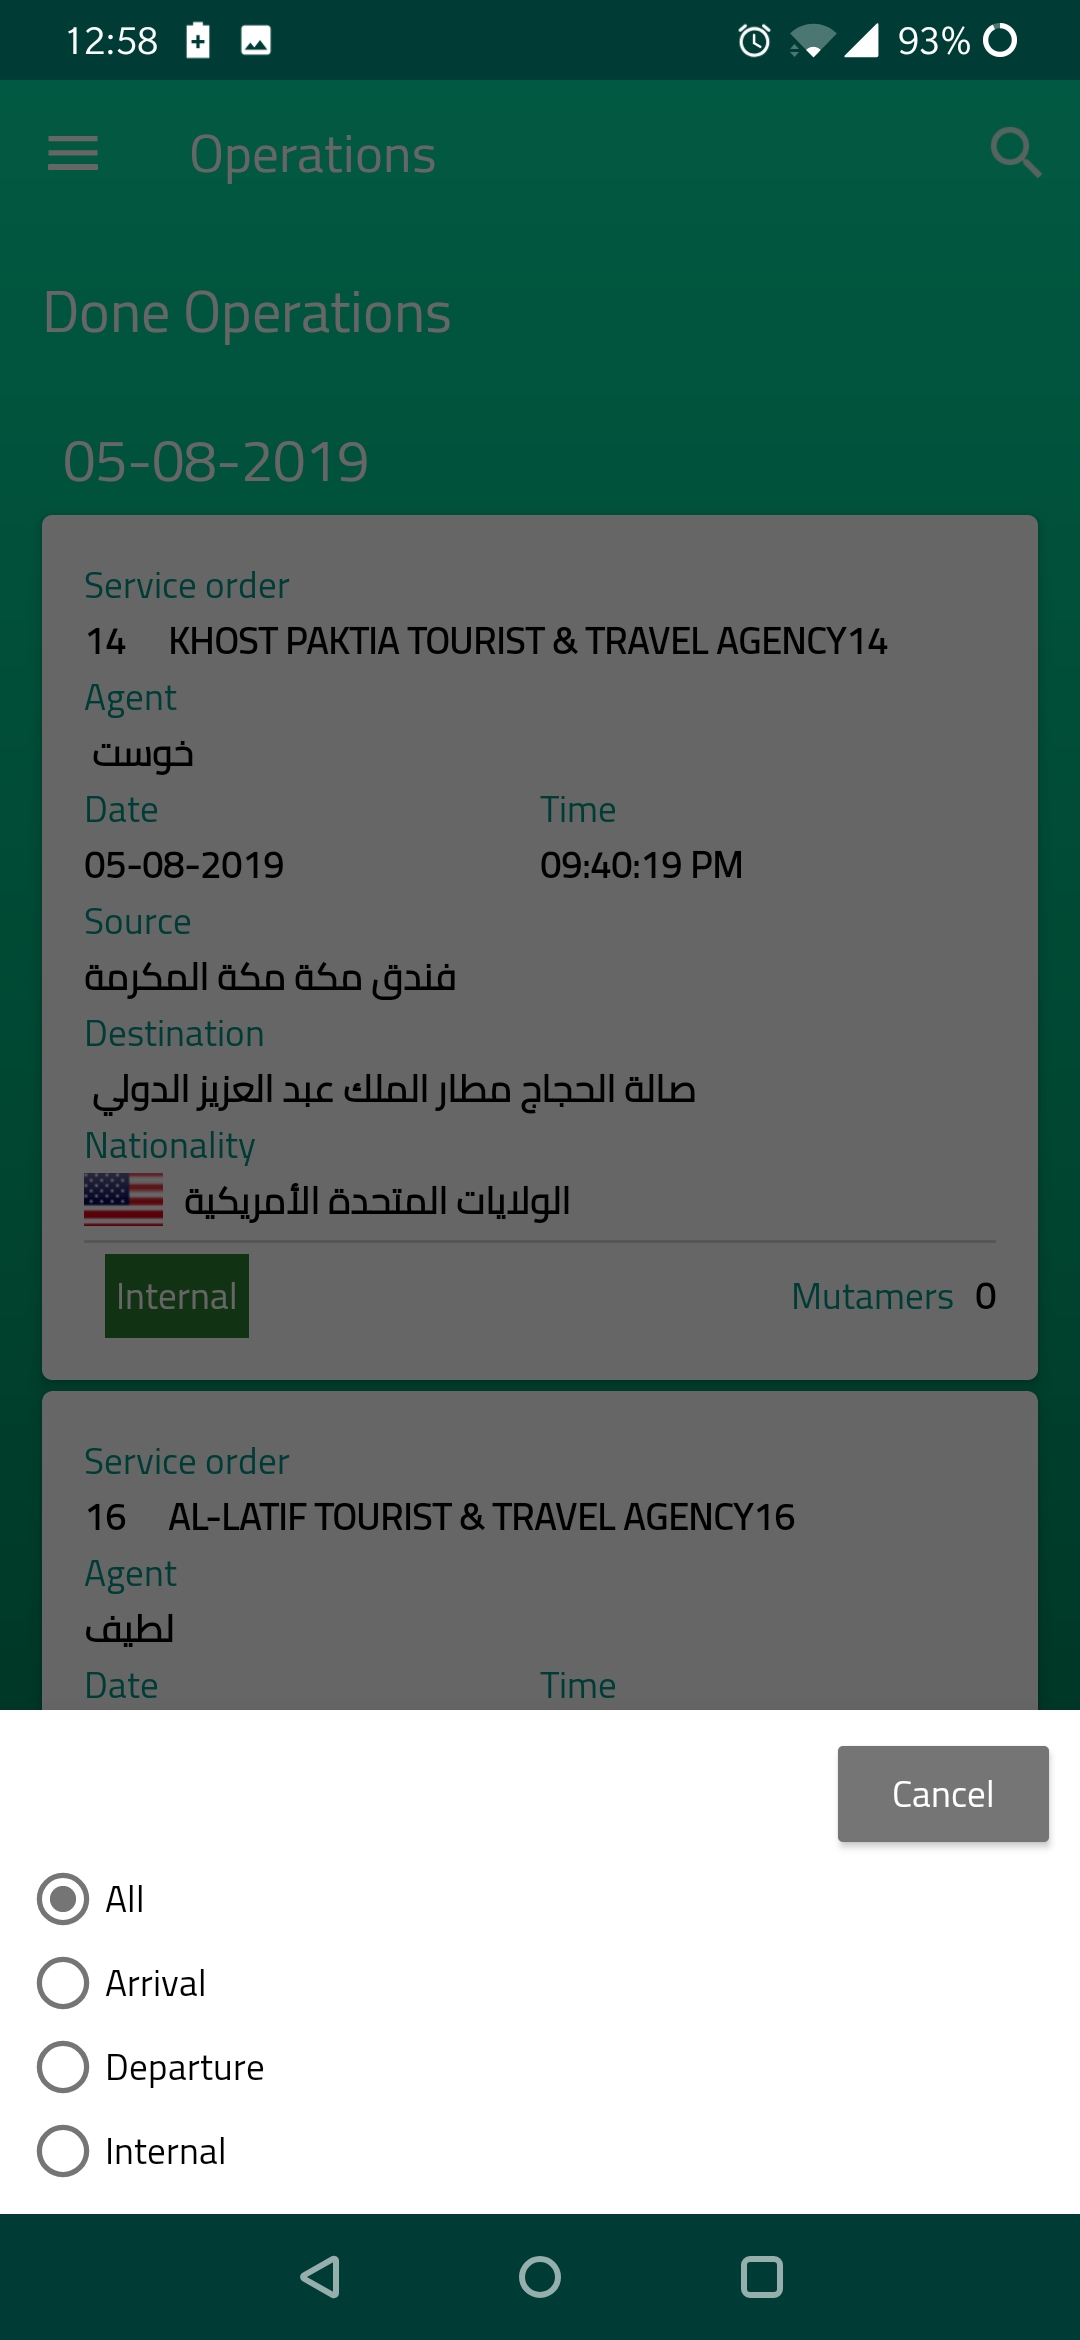 12:58 93%
Operations
Done Operations
05-08-2019
Service order
14 KHOST PAKTIA TOURIST & TRAVEL AGENCY14
Agent
خوست
Date Time
05-08-2019 09:40:19 PM
Source
فندق مكة مكة المكرمة
Destination
صالة الحجاج مطار الملك عبد العزيز الدولي
Nationality
الولايات المتحدة الأمريكية
Internal Mutamers 0
Service order
16 AL-LATIF TOURIST & TRAVEL AGENCY16
Agent
لطيف
Date Time
Cancel
All
Arrival
Departure
Internal